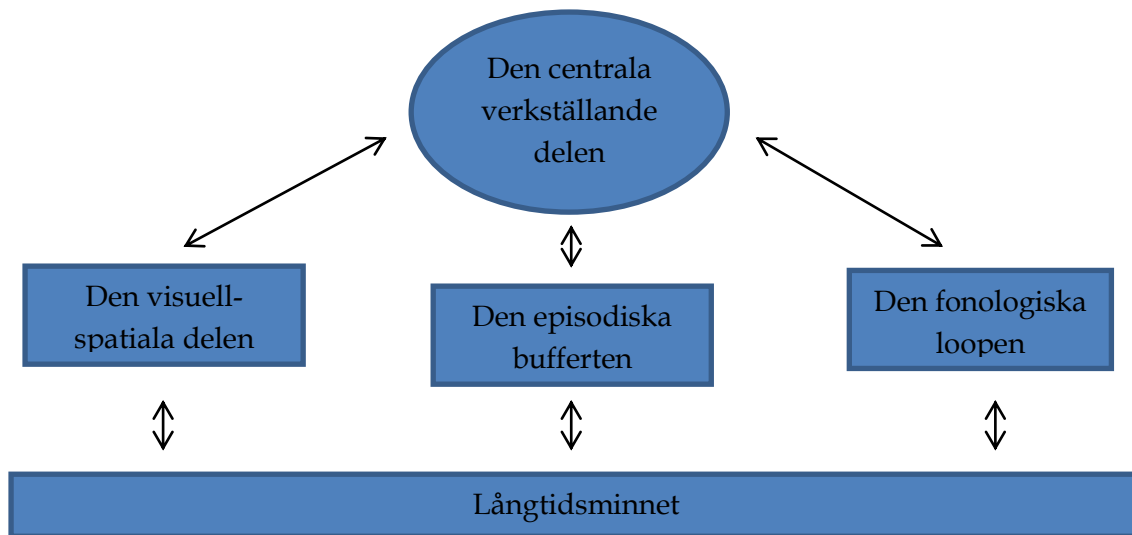 Den centrala
verkställande
delen
Den visuell-
spatiala delen
Den episodiska
bufferten
Den fonologiska
loopen
Långtidsminnet